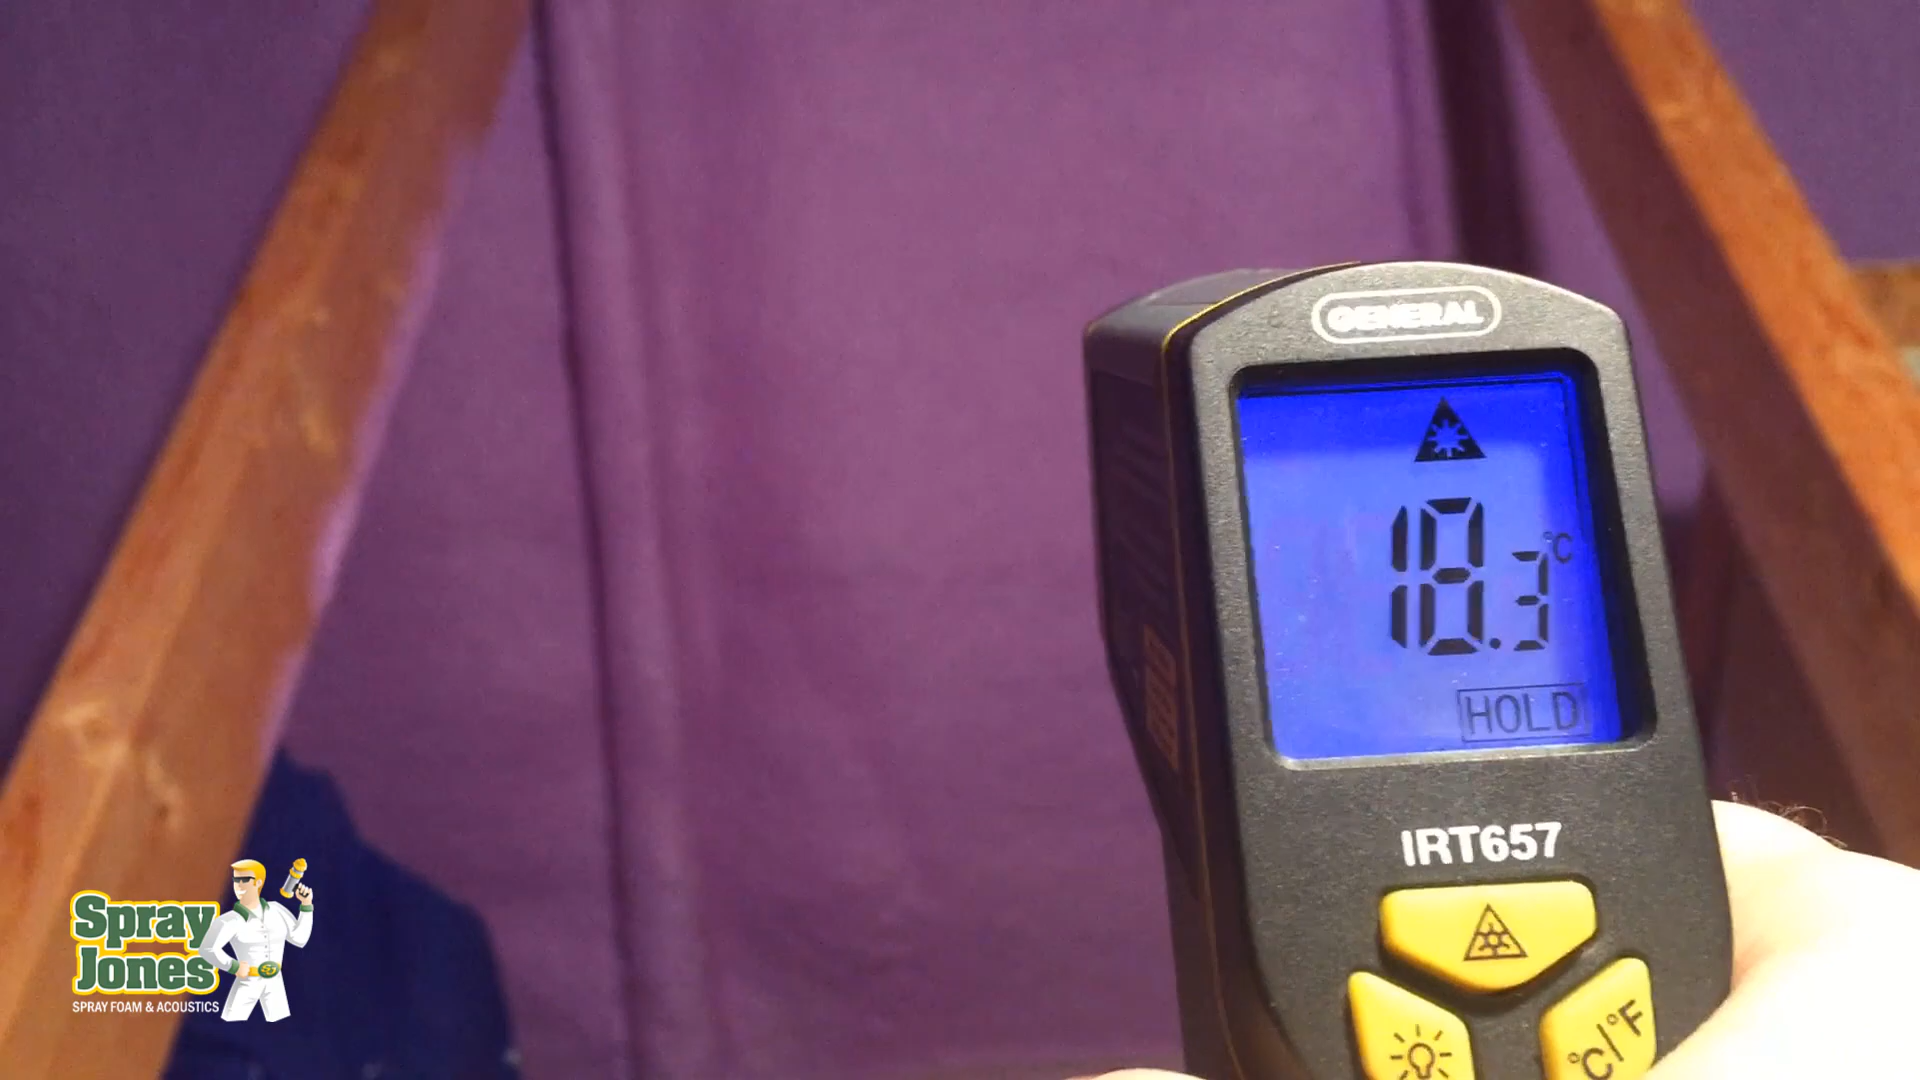 GENERAL
18.3 °C
HOLD
IRT657
°C/°F
Spray
Jones
SPRAY FOAM & ACOUSTICS